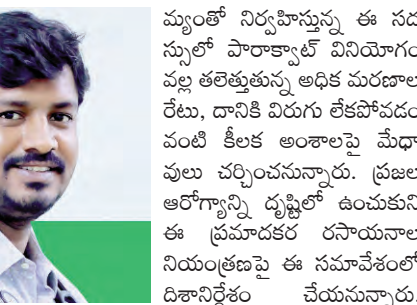 మ్యంతో నిర్వహిస్తున్న ఈ సద
స్సులో పారాక్వాట్ వినియోగం
వల్ల తలెత్తుతున్న అధిక మరణాల
రేటు, దానికి విరుగు లేకపోవడం
వంటి కీలక అంశాలపై మేధా
వులు చర్చించనున్నారు. ప్రజల
ఆరోగ్యాన్ని దృష్టిలో ఉంచుకుని
ఈ ప్రమాదకర రసాయనాల
నియంత్రణపై ఈ సమావేశంలో
దిశానిర్దేశం చేయనున్నారు.